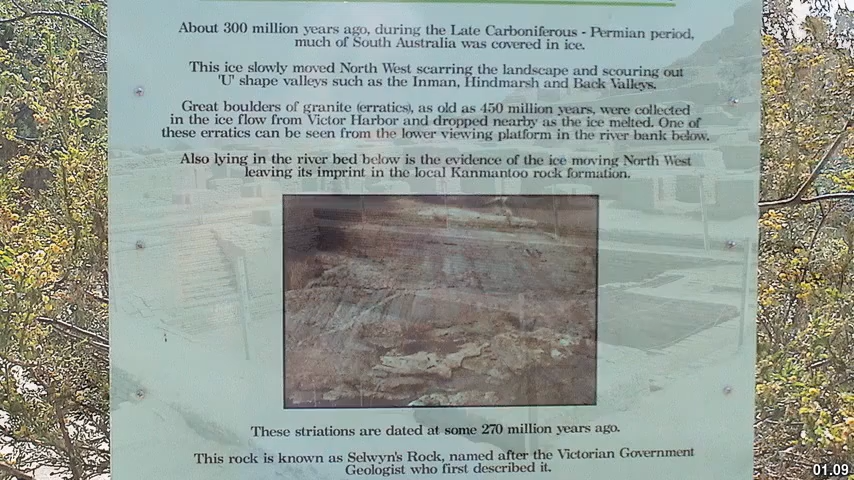 About 300 million years ago, during the Late Carboniferous - Permian period,
much of South Australia was covered in ice.
This ice slowly moved North West scarring the landscape and scouring out
'U' shape valleys such as the Inman, Hindmarsh and Back Valleys.
Great boulders of granite (erratics), as old as 450 million years, were collected
in the ice flow from Victor Harbor and dropped nearby as the ice melted. One of
these erratics can be seen from the lower viewing platform in the river bank below.
Also lying in the river bed below is the evidence of the ice moving North West
leaving its imprint in the local Kanmantoo rock formation.
These striations are dated at some 270 million years ago.
This rock is known as Selwyn's Rock, named after the Victorian Government
Geologist who first described it.
01.09